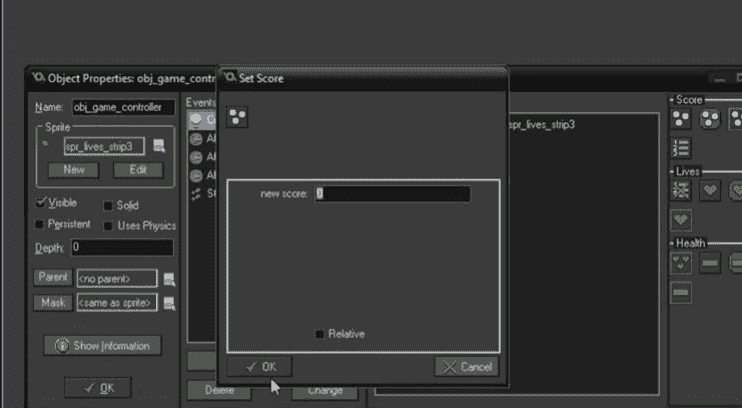 Object Properties: obj_game_contr
Set Score
Name: obj_game_controller
Sprite
spr_lives_strip3
New Edit
Visible Solid
Persistent Uses Physics
Depth: 0
Parent <no parent>
Mask <same as sprite>
Show Information
OK
Events
new score:
Relative
OK Cancel
Delete Change
spr_lives_strip3
Score
Lives
Health